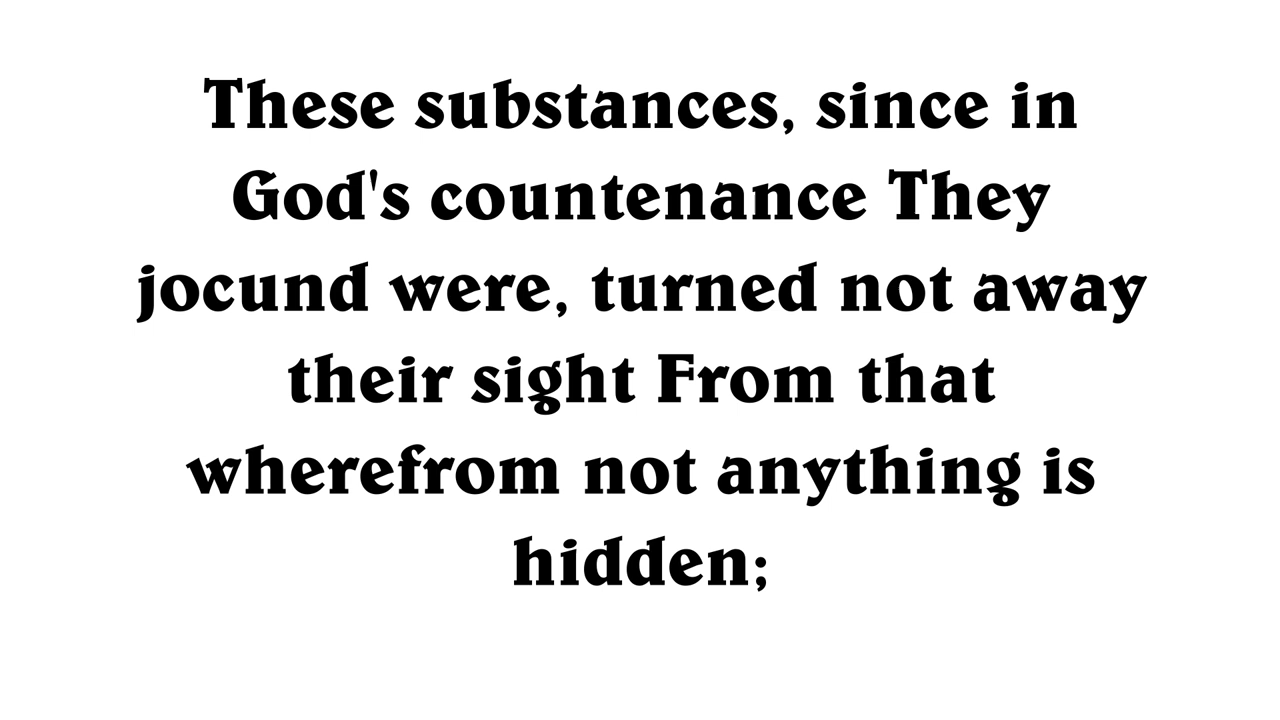 These substances, since in
God's countenance They
jocund were, turned not away
their sight From that
wherefrom not anything is
hidden;